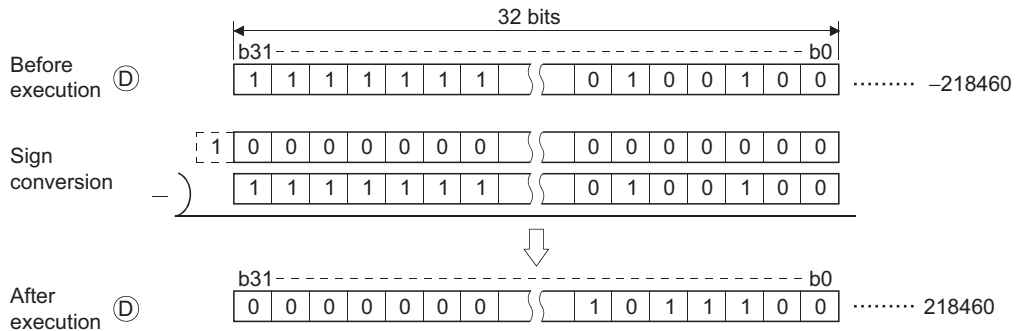 32 bits
b31 b0
Before
execution D 1 1 1 1 1 1 1 0 1 0 0 1 0 0 ⋯⋯⋯ –218460
1 0 0 0 0 0 0 0 0 0 0 0 0 0 0
Sign
conversion
– 1 1 1 1 1 1 1 0 1 0 0 1 0 0
b31 b0
After
execution D 0 0 0 0 0 0 0 1 0 1 1 1 0 0 ⋯⋯⋯ 218460